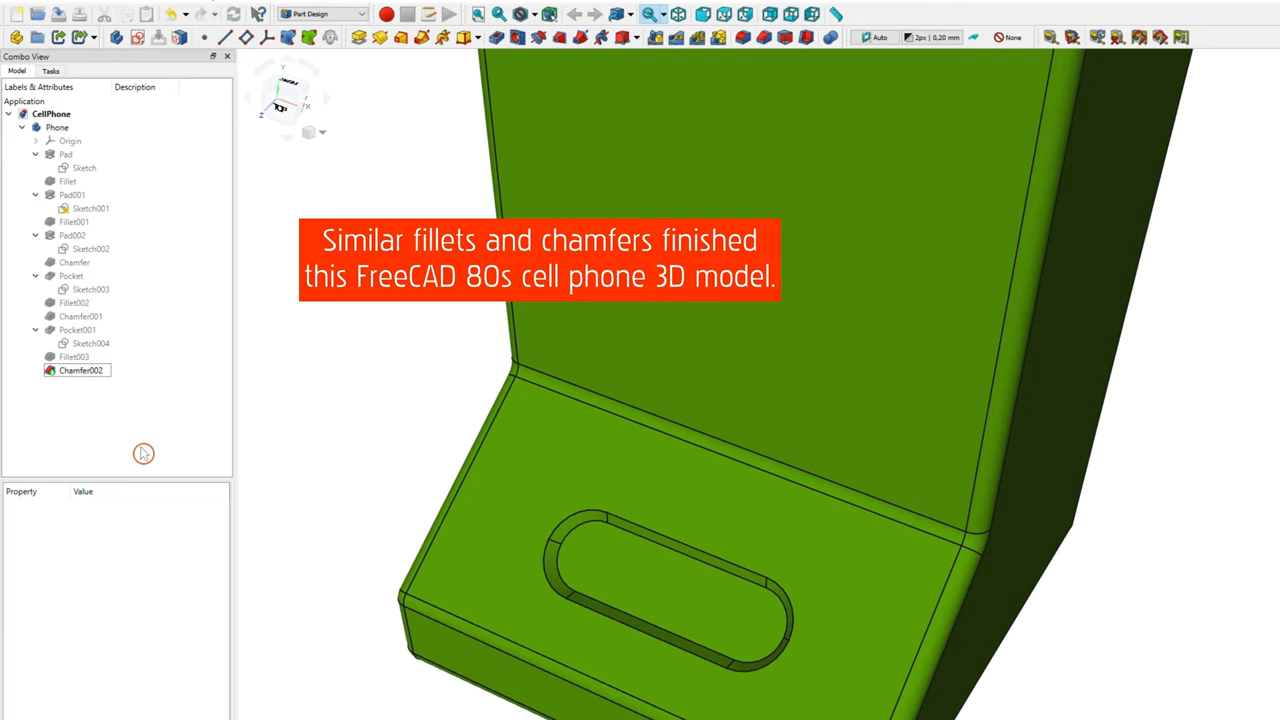 Part Design
Auto
2px | 0,20 mm
None
Combo View
Model Tasks
Labels & Attributes Description
Application
CellPhone
Phone
Origin
Pad
Sketch
Fillet
Pad001
Sketch001
Fillet001
Pad002
Sketch002
Chamfer
Pocket
Sketch003
Fillet002
Chamfer001
Pocket001
Sketch004
Fillet003
Chamfer002
Property Value
Y
X
Z
TOP
Similar fillets and chamfers finished
this FreeCAD 80s cell phone 3D model.